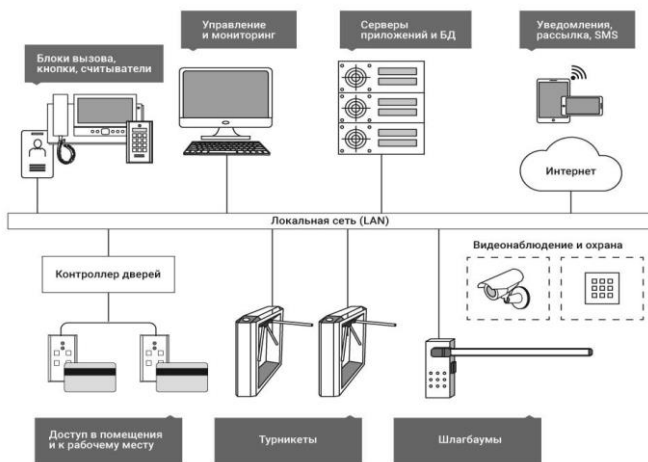 Управление
и мониторинг
Серверы
приложений и БД
Уведомления,
рассылка, SMS
Блоки вызова,
кнопки, считыватели
Интернет
Локальная сеть (LAN)
Контроллер дверей
Видеонаблюдение и охрана
Доступ в помещения
и к рабочему месту
Турникеты
Шлагбаумы